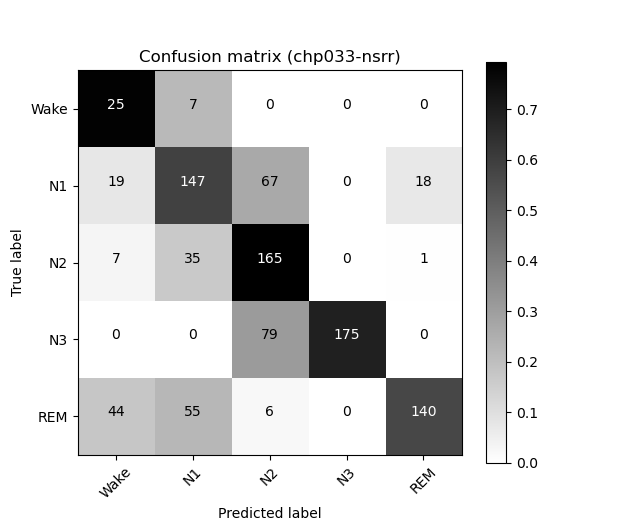 Confusion matrix (chp033-nsrr)
True label
Wake 25 7 0 0 0
N1 19 147 67 0 18
N2 7 35 165 0 1
N3 0 0 79 175 0
REM 44 55 6 0 140
Wake N1 N2 N3 REM
Predicted label
0.7
0.6
0.5
0.4
0.3
0.2
0.1
0.0